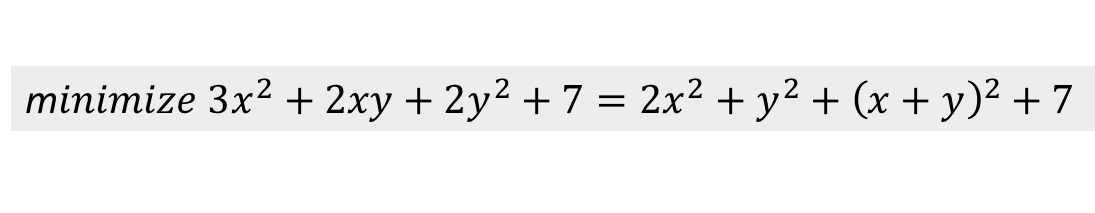 minimize 3x² + 2xy + 2y² + 7 = 2x² + y² + (x + y)² + 7